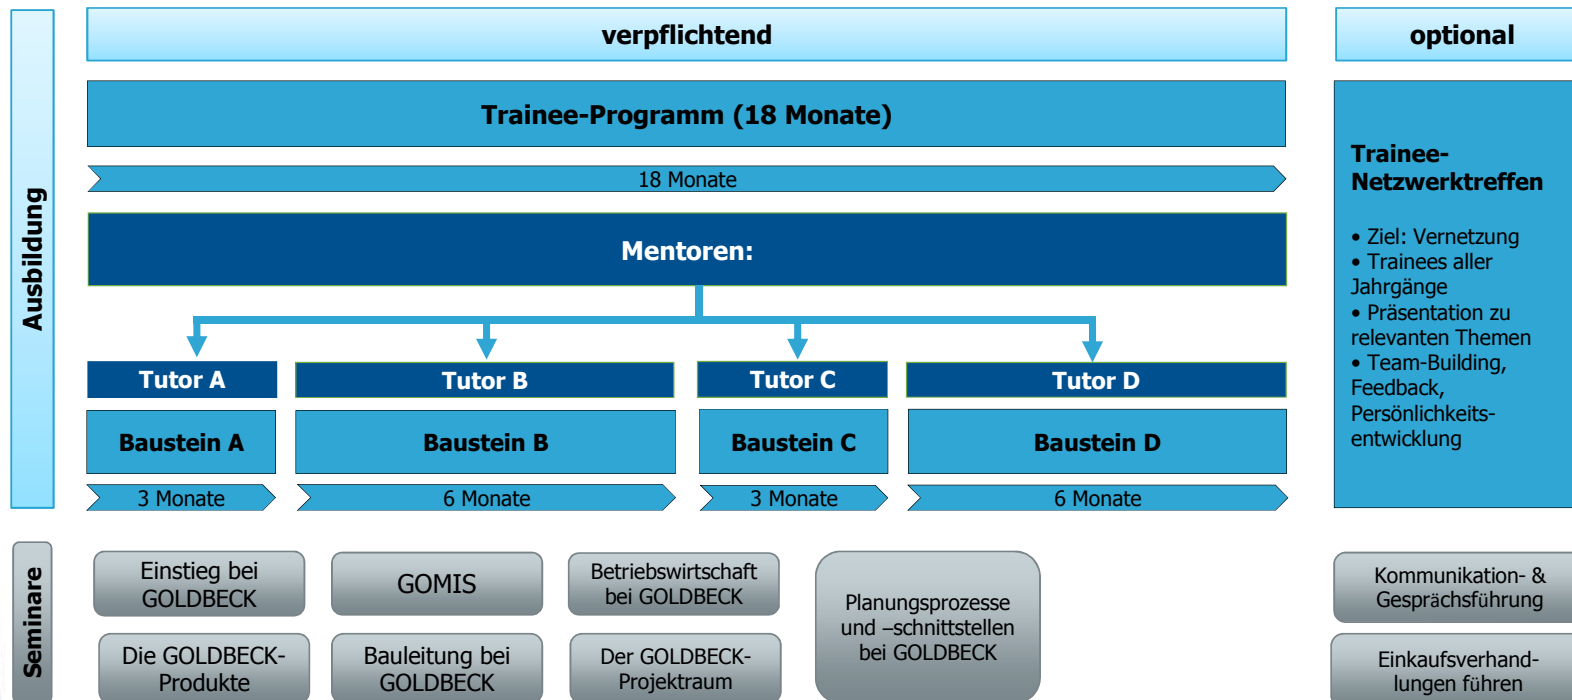 verpflichtend
optional
Ausbildung
Trainee-Programm (18 Monate)
18 Monate
Mentoren:
Tutor A
Tutor B
Tutor C
Tutor D
Baustein A
Baustein B
Baustein C
Baustein D
3 Monate
6 Monate
3 Monate
6 Monate
Trainee-
Netzwerktreffen
• Ziel: Vernetzung
• Trainees aller
Jahrgänge
• Präsentation zu
relevanten Themen
• Team-Building,
Feedback,
Persönlichkeits-
entwicklung
Seminare
Einstieg bei
GOLDBECK
GOMIS
Betriebswirtschaft
bei GOLDBECK
Planungsprozesse
und –schnittstellen
bei GOLDBECK
Die GOLDBECK-
Produkte
Bauleitung bei
GOLDBECK
Der GOLDBECK-
Projektraum
Kommunikation- &
Gesprächsführung
Einkaufsverhand-
lungen führen